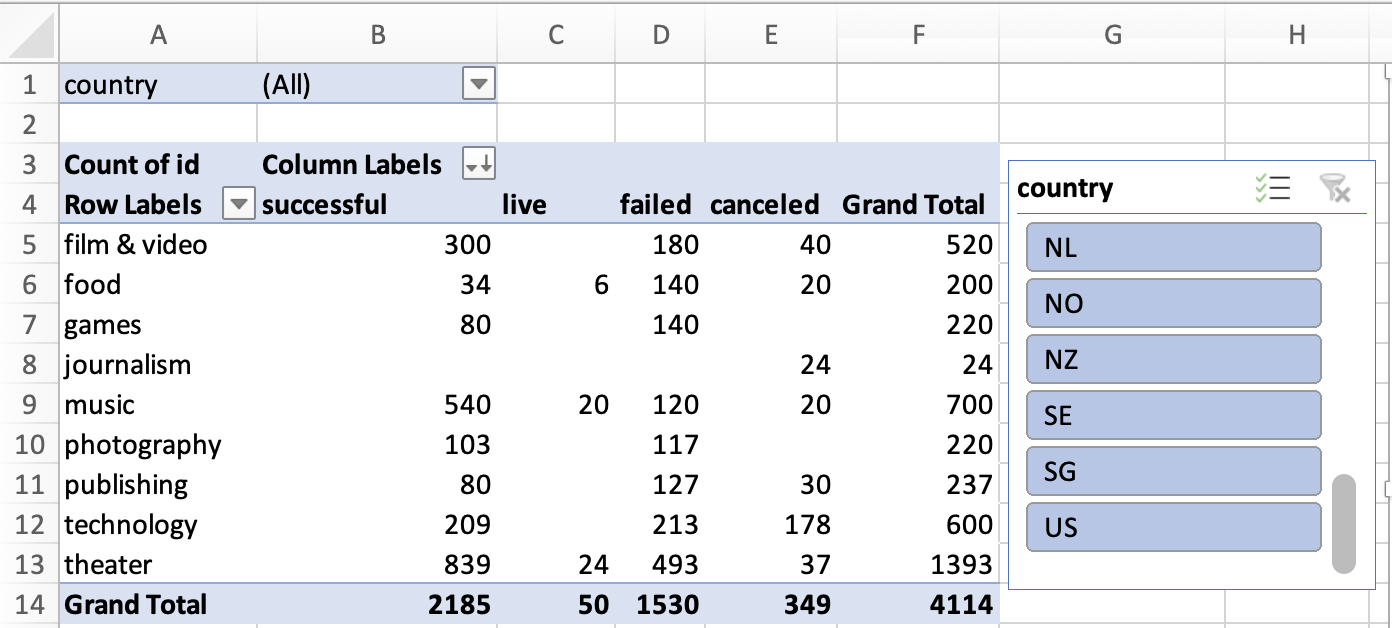 A B C D E F G H
1 country (All)
2
3 Count of id Column Labels
4 Row Labels successful live failed canceled Grand Total
5 film & video 300 180 40 520
6 food 34 6 140 20 200
7 games 80 140 220
8 journalism 24 24
9 music 540 20 120 20 700
10 photography 103 117 220
11 publishing 80 127 30 237
12 technology 209 213 178 600
13 theater 839 24 493 37 1393
14 Grand Total 2185 50 1530 349 4114
country
NL
NO
NZ
SE
SG
US